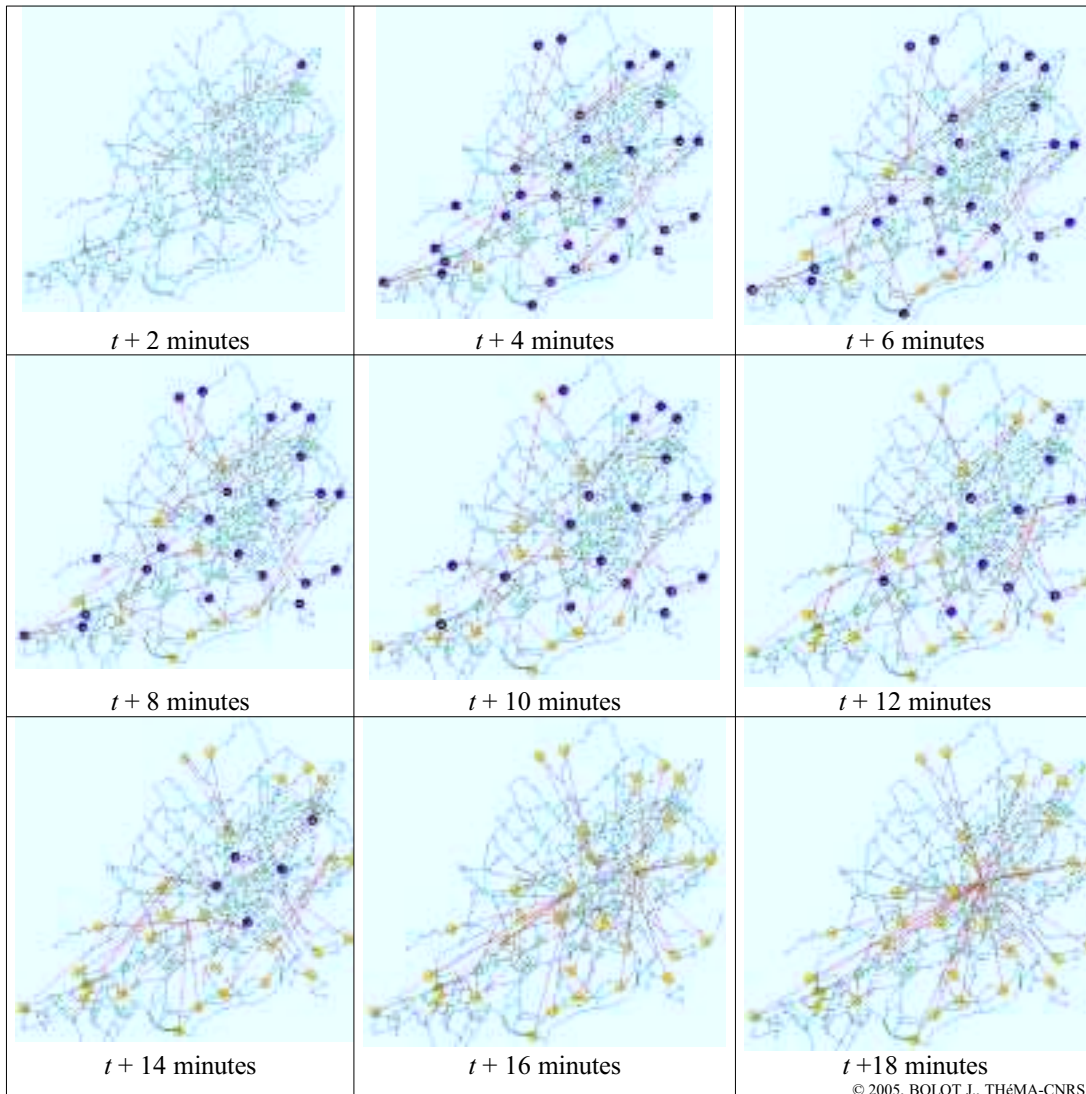 t + 2 minutes
t + 4 minutes
t + 6 minutes
t + 8 minutes
t + 10 minutes
t + 12 minutes
t + 14 minutes
t + 16 minutes
t +18 minutes
© 2005, BOLOT J., THéMA-CNRS